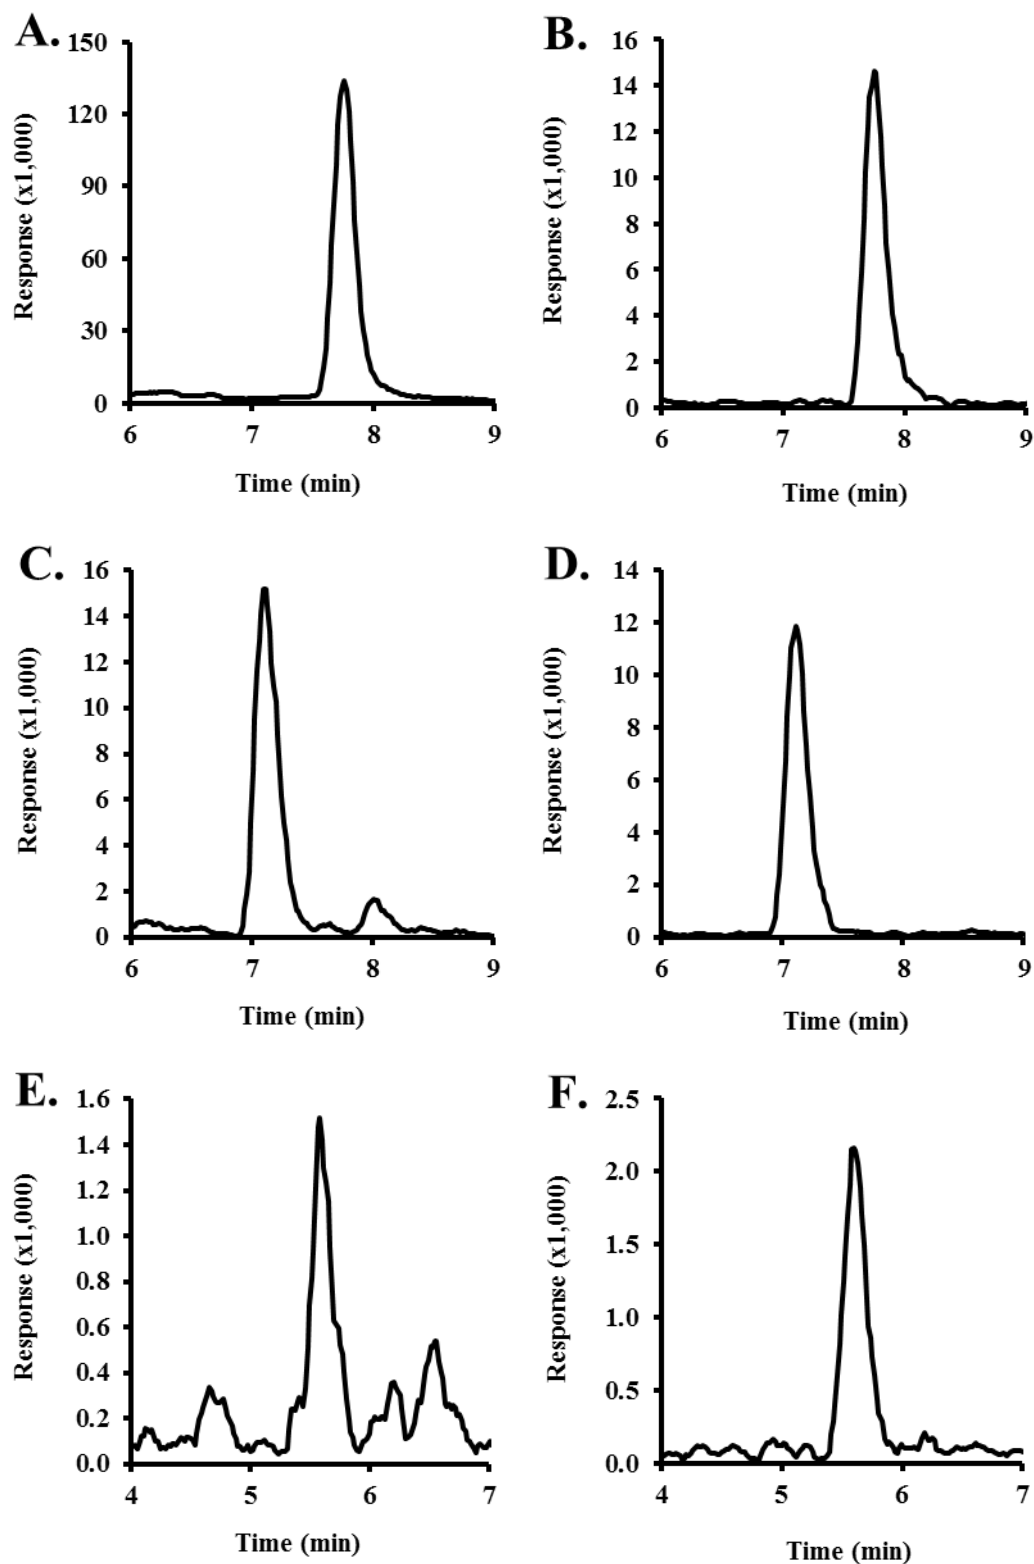 A.
150
120
90
60
30
0
Response (x1,000)
6 7 8 9
Time (min)
B.
16
14
12
10
8
6
4
2
0
Response (x1,000)
6 7 8 9
Time (min)
C.
16
14
12
10
8
6
4
2
0
Response (x1,000)
6 7 8 9
Time (min)
D.
14
12
10
8
6
4
2
0
Response (x1,000)
6 7 8 9
Time (min)
E.
1.6
1.4
1.2
1.0
0.8
0.6
0.4
0.2
0.0
Response (x1,000)
4 5 6 7
Time (min)
F.
2.5
2.0
1.5
1.0
0.5
0.0
Response (x1,000)
4 5 6 7
Time (min)